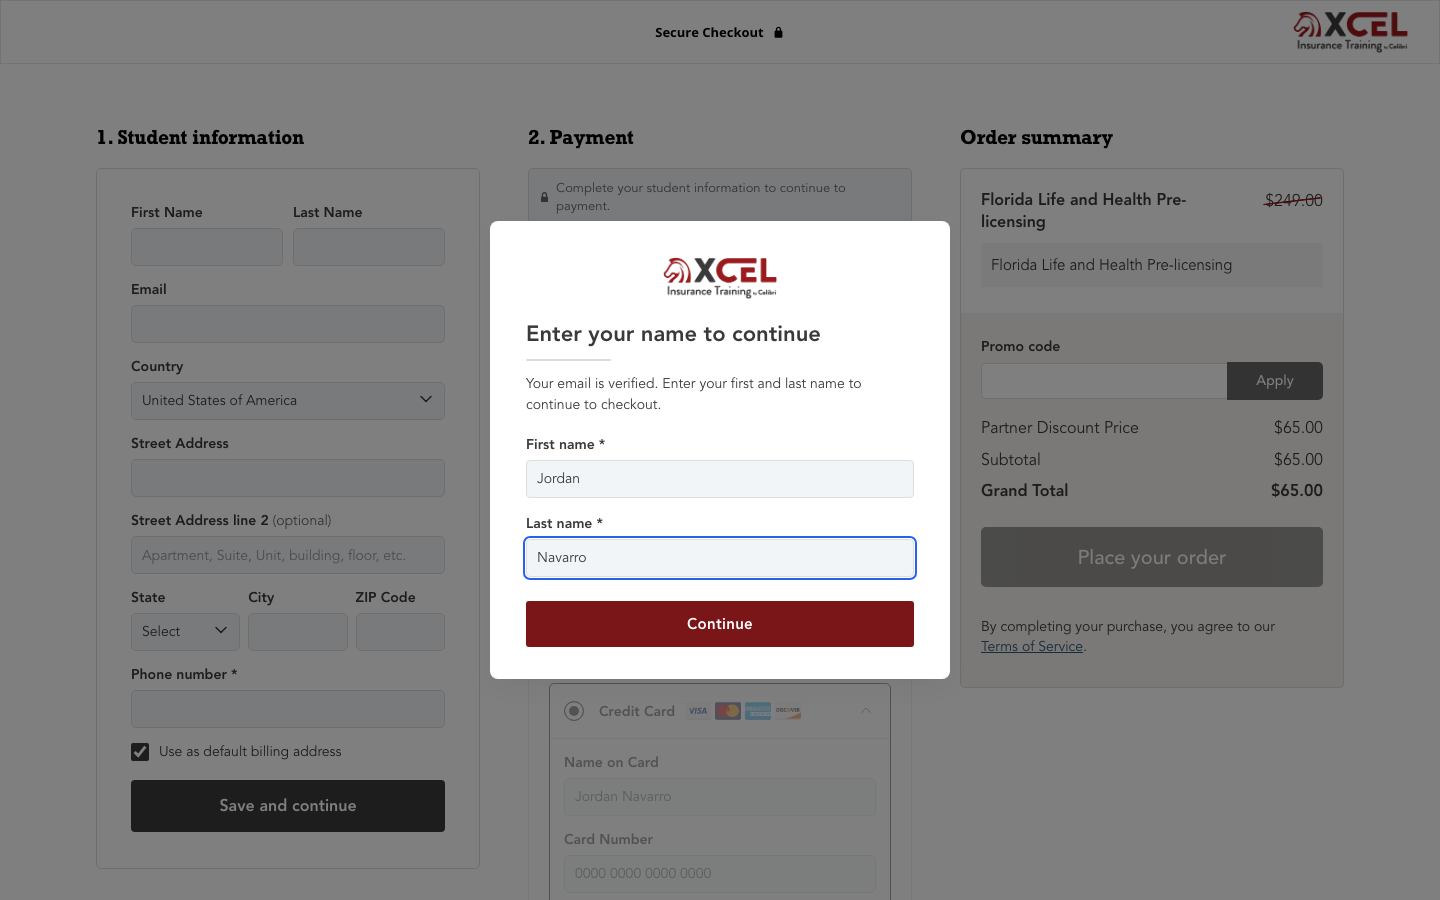 Secure Checkout
XCEL
Insurance Training by Calibri
1. Student information
First Name
Last Name
Email
Country
United States of America
Street Address
Street Address line 2 (optional)
Apartment, Suite, Unit, building, floor, etc.
State
City
ZIP Code
Select
Phone number *
Use as default billing address
Save and continue
2. Payment
Complete your student information to continue to
payment.
XCEL
Insurance Training by Calibri
Enter your name to continue
Your email is verified. Enter your first and last name to
continue to checkout.
First name *
Jordan
Last name *
Navarro
Continue
Credit Card
VISA
DISCOVER
Name on Card
Jordan Navarro
Card Number
0000 0000 0000 0000
Order summary
Florida Life and Health Pre-
licensing
$249.00
Florida Life and Health Pre-licensing
Promo code
Apply
Partner Discount Price
$65.00
Subtotal
$65.00
Grand Total
$65.00
Place your order
By completing your purchase, you agree to our
Terms of Service.